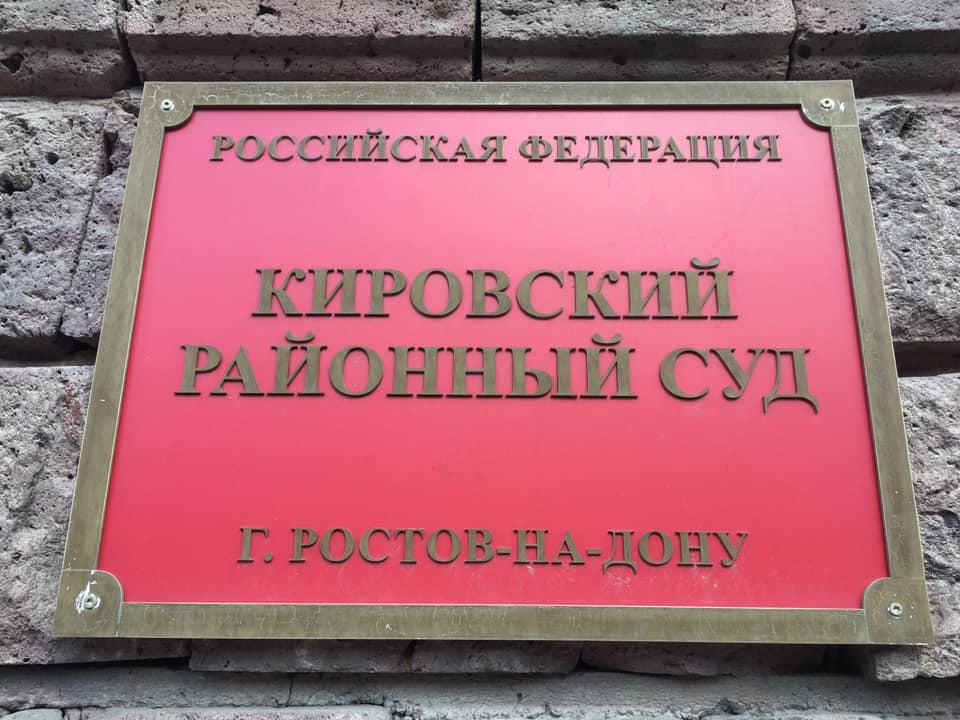 РОССИЙСКАЯ ФЕДЕРАЦИЯ
КИРОВСКИЙ
РАЙОННЫЙ СУД
Г. РОСТОВ-НА-ДОНУ